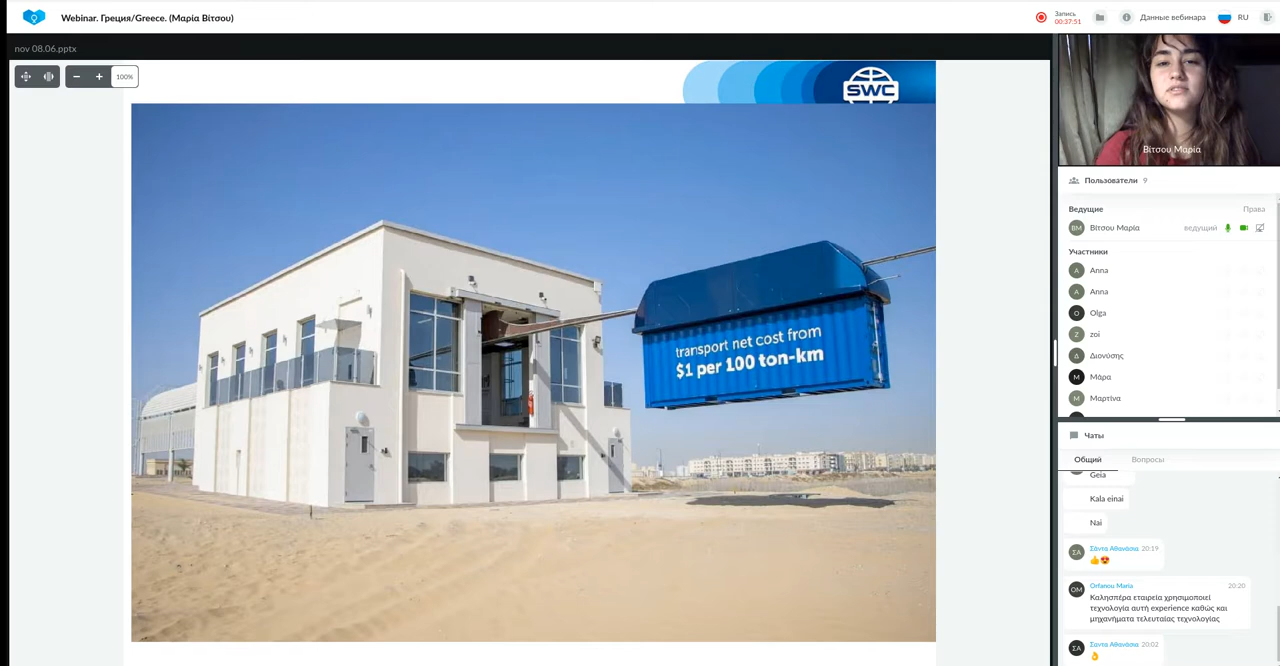 Webinar. Греция/Greece. (Μαρία Βίτσου)
Запись
00:37:51
Данные вебинара
RU
nov 08.06.pptx
100%
SWC
transport net cost from
$1 per 100 ton-km
Βίτσου Μαρία
Пользователи 9
Ведущие Права
ΒΜ Βίτσου Μαρία ведущий
Участники
A Anna
A Anna
O Olga
Z zoi
Δ Διονύσης
Μ Μάρα
Μ Μαρτίνα
Чаты
Общий Вопросы
Geia
Kala einai
Nai
ΣΑ Σάντα Αθανάσια 20:19
👍😍
OM Orfanou Maria 20:20
Καλησπέρα εταιρεία χρησιμοποιεί
τεχνολογία αυτή experience καθώς και
μηχανήματα τελευταίας τεχνολογίας
ΣΑ Σαντα Αθανάσια 20:02
👌